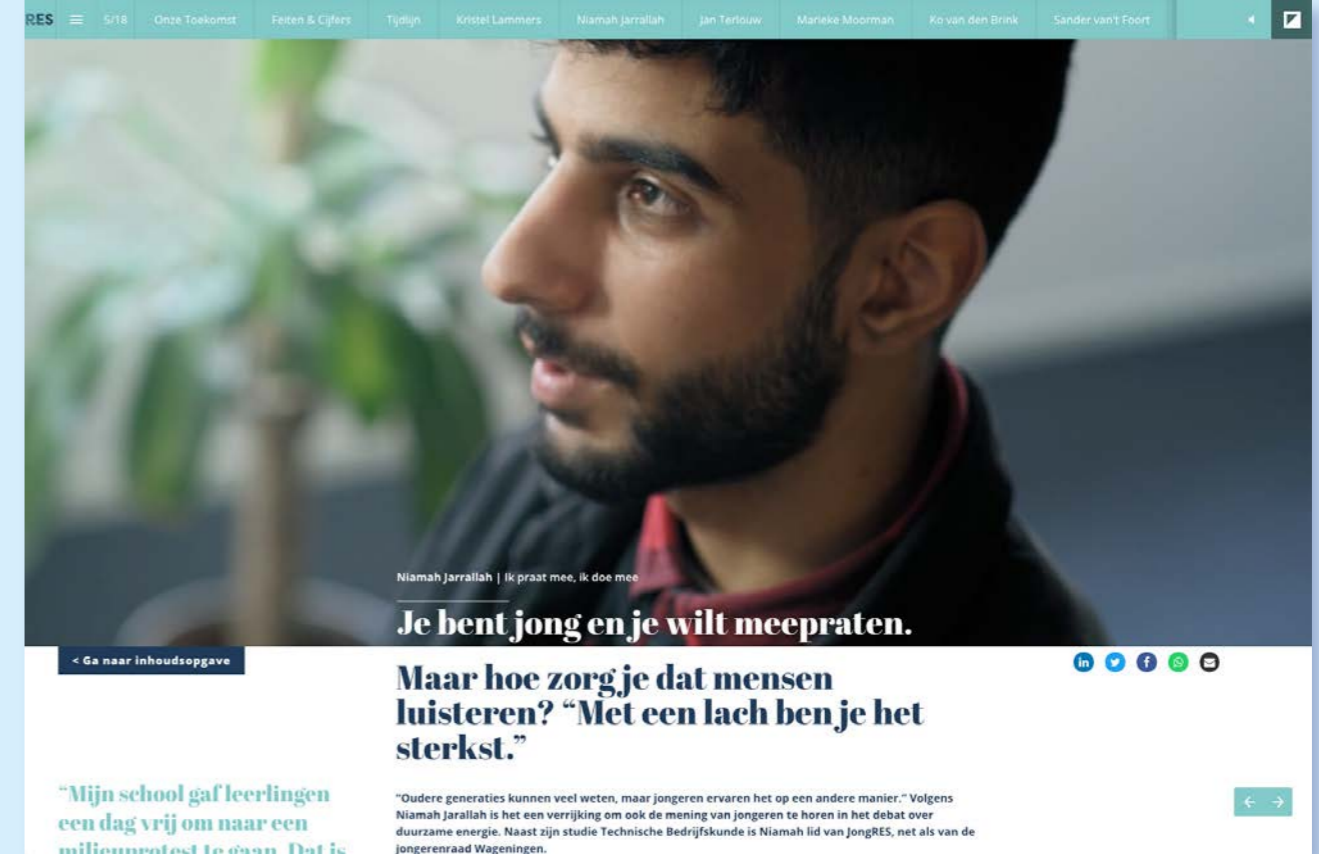 RES 5/18 Onze Toekomst Feiten & Cijfers Tijdlijn Kristel Lammers Niamah Jarrallah Jan Terlouw Marieke Moorman Ko van den Brink Sander van't Foort
Niamah Jarrallah | Ik praat mee, ik doe mee
Je bent jong en je wilt meepraten.
< Ga naar inhoudsopgave
Maar hoe zorg je dat mensen
luisteren? “Met een lach ben je het
sterkst.”
“Mijn school gaf leerlingen
een dag vrij om naar een
milieuprotest te gaan. Dat is
"Oudere generaties kunnen veel weten, maar jongeren ervaren het op een andere manier.” Volgens
Niamah Jarallah is het een verrijking om ook de mening van jongeren te horen in het debat over
duurzame energie. Naast zijn studie Technische Bedrijfskunde is Niamah lid van JongRES, net als van de
jongerenraad Wageningen.